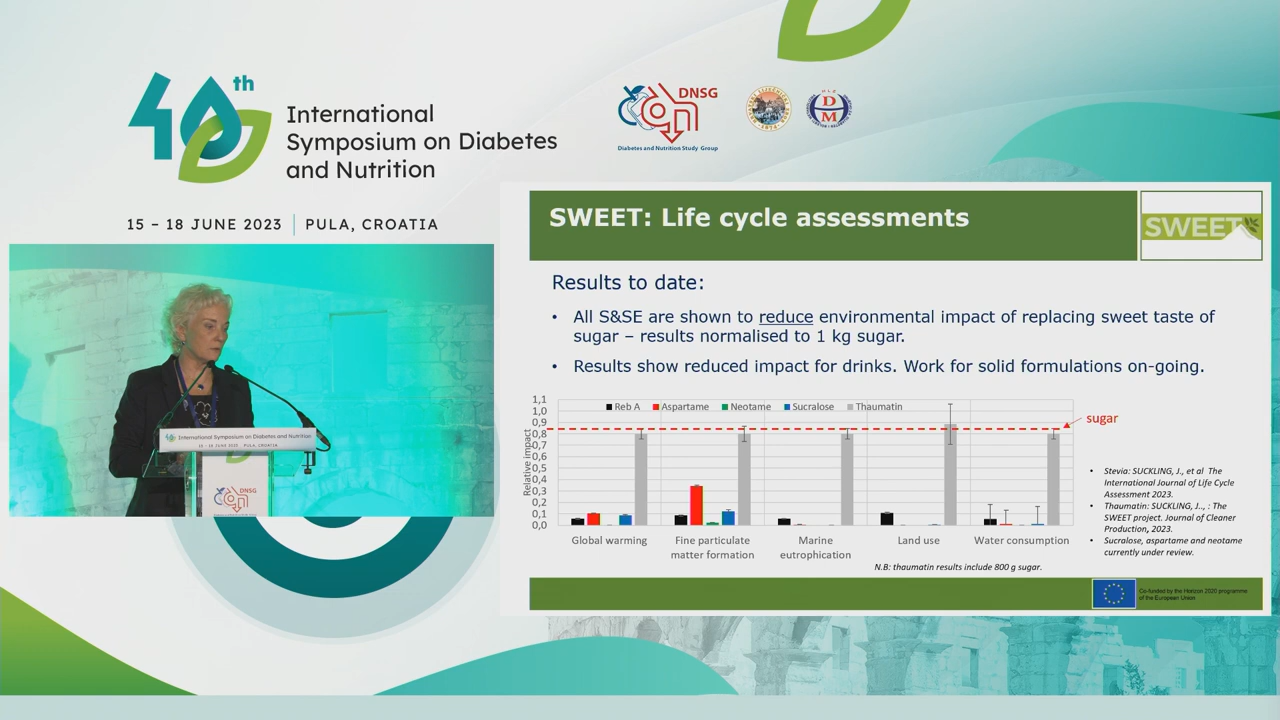 40th
International
Symposium on Diabetes
and Nutrition
15 – 18 JUNE 2023 | PULA, CROATIA
DNSG
Diabetes and Nutrition Study Group
DM
SWEET: Life cycle assessments
SWEET
Results to date:
• All S&SE are shown to reduce environmental impact of replacing sweet taste of
sugar – results normalised to 1 kg sugar.
• Results show reduced impact for drinks. Work for solid formulations on-going.
Relative impact
1,1
1,0
0,9
0,8
0,7
0,6
0,5
0,4
0,3
0,2
0,1
0,0
Reb A Aspartame Neotame Sucralose Thaumatin
sugar
Global warming
Fine particulate
matter formation
Marine
eutrophication
Land use
Water consumption
N.B: thaumatin results include 800 g sugar.
• Stevia: SUCKLING, J., et al The
International Journal of Life Cycle
Assessment 2023.
• Thaumatin: SUCKLING, J.., : The
SWEET project. Journal of Cleaner
Production, 2023.
• Sucralose, aspartame and neotame
currently under review.
Co-funded by the Horizon 2020 programme
of the European Union
International Symposium on Diabetes and Nutrition
15 - 18 JUNE 2023 | PULA, CROATIA
DNSG